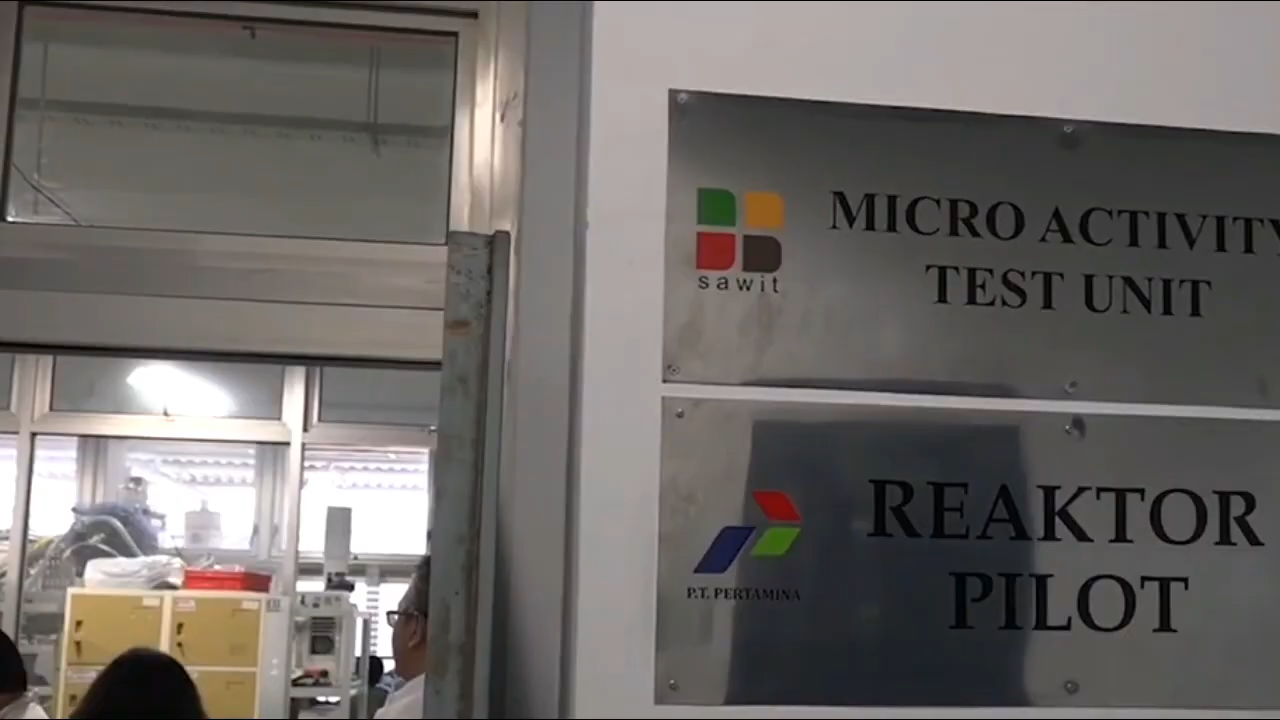 MICRO ACTIVITY
TEST UNIT
sawit
REAKTOR
PILOT
P.T. PERTAMINA